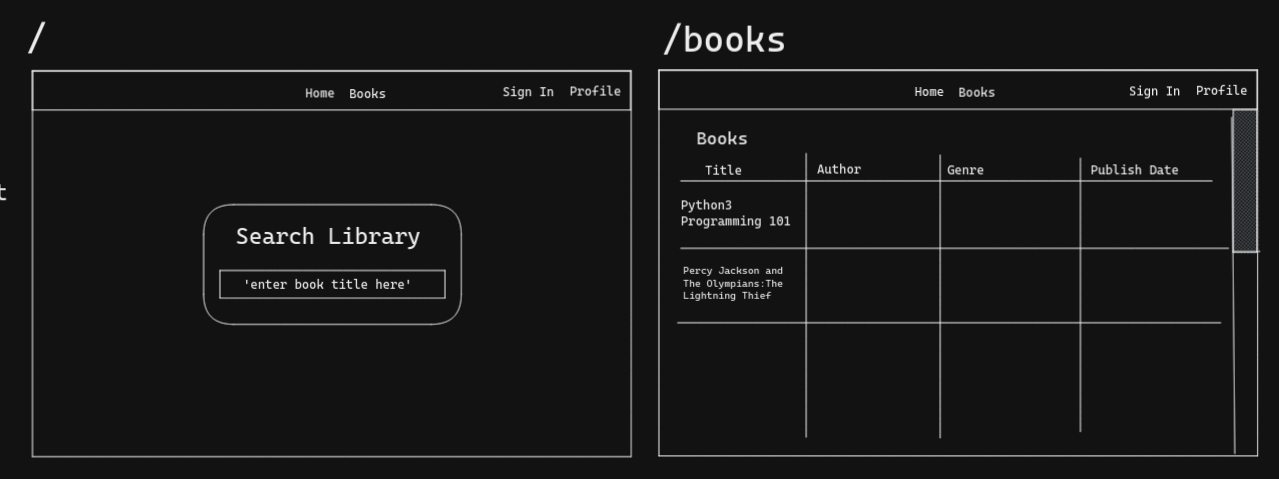 /
Home Books Sign In Profile
t
Search Library
'enter book title here'
/books
Home Books Sign In Profile
Books
Title Author Genre Publish Date
Python3
Programming 101
Percy Jackson and
The Olympians:The
Lightning Thief